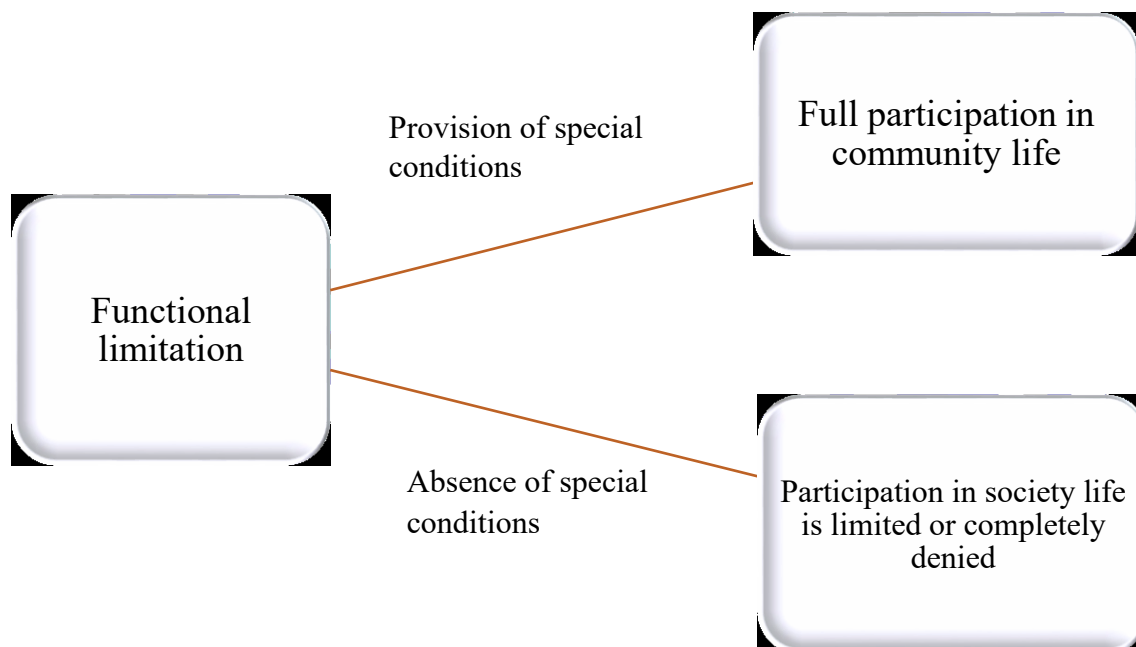 Provision of special
conditions
Full participation in
community life
Functional
limitation
Absence of special
conditions
Participation in society life
is limited or completely
denied